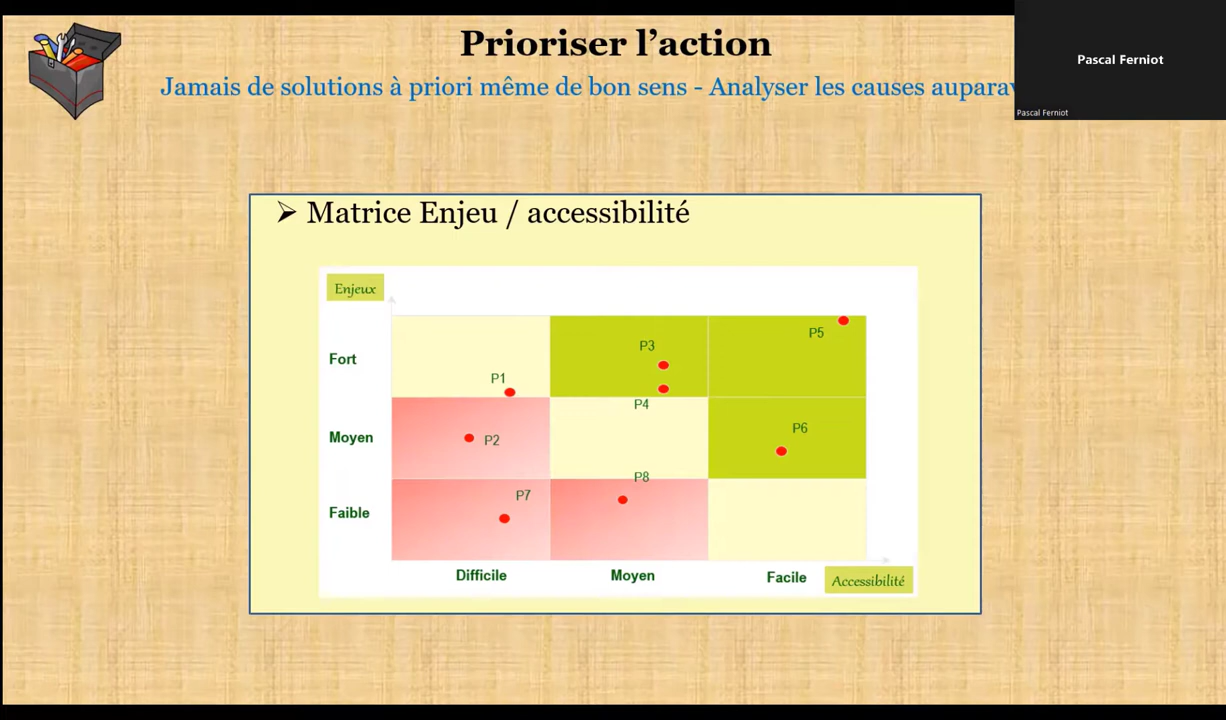 Prioriser l’action
Jamais de solutions à priori même de bon sens - Analyser les causes
Pascal Ferniot
Pascal Ferniot
➢ Matrice Enjeu / accessibilité
Enjeux
Fort
P1
P3
P4
P5
Moyen
P2
P6
Faible
P7
P8
Difficile
Moyen
Facile
Accessibilité